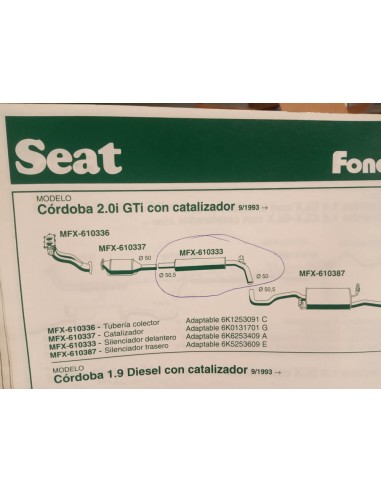 Seat
Fono
MODELO
Córdoba 2.0i GTi con catalizador 9/1993 →
MFX-610336
MFX-610337
Ø 50
MFX-610333
Ø 50,5
Ø 50
Ø 50,5
MFX-610387
MFX-610336 - Tubería colector Adaptable 6K1253091 C
MFX-610337 - Catalizador Adaptable 6K0131701 G
MFX-610333 - Silenciador delantero Adaptable 6K6253409 A
MFX-610387 - Silenciador trasero Adaptable 6K5253609 E
MODELO
Córdoba 1.9 Diesel con catalizador 9/1993 →